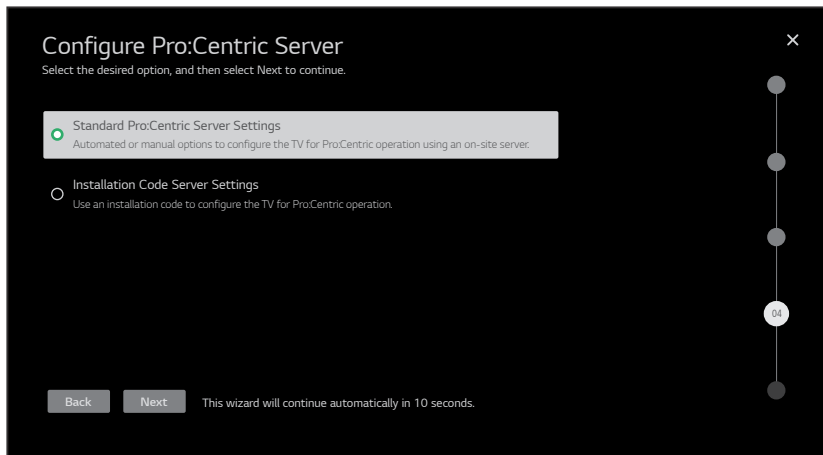 Configure Pro:Centric Server
Select the desired option, and then select Next to continue.
Standard Pro:Centric Server Settings
Automated or manual options to configure the TV for Pro:Centric operation using an on-site server.
Installation Code Server Settings
Use an installation code to configure the TV for Pro:Centric operation.
04
Back Next This wizard will continue automatically in 10 seconds.